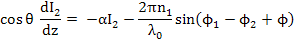 cos θ dI₂/dz = −αI₂ − 2πn₁/λ₀ sin(ϕ₁ − ϕ₂ + ϕ)